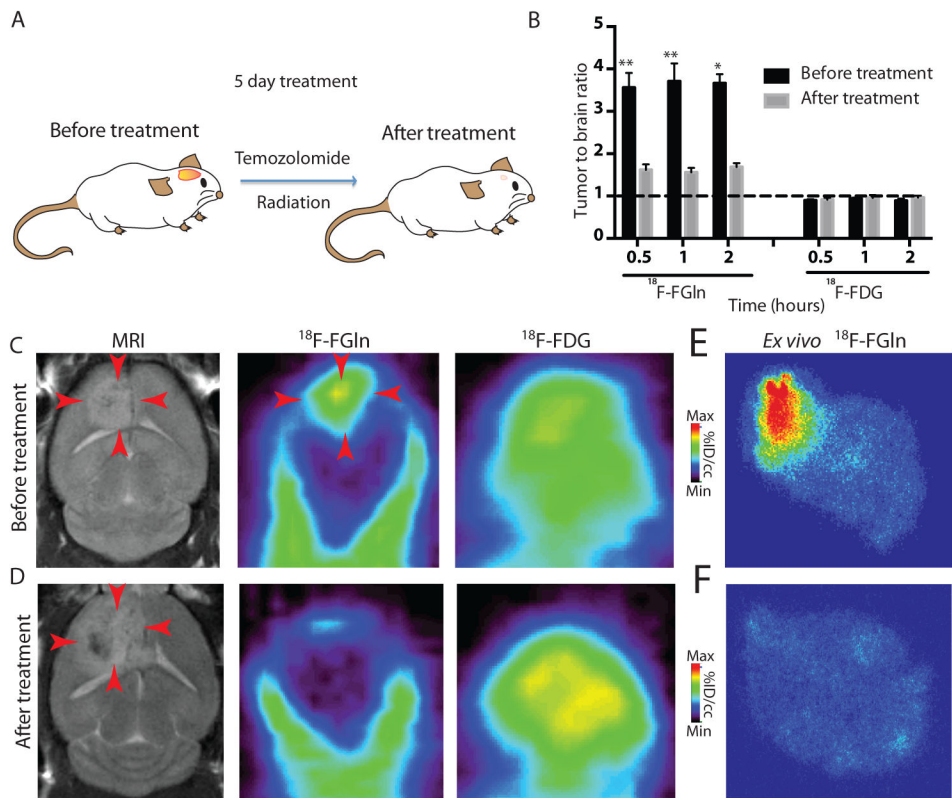 A
5 day treatment
Before treatment
After treatment
Temozolomide
Radiation
B
Tumor to brain ratio
5
4
3
2
1
0
**
**
*
Before treatment
After treatment
0.5 1 2 0.5 1 2
18F-FGln 18F-FDG
Time (hours)
C
MRI
18F-FGln
18F-FDG
Before treatment
Max
%ID/cc
Min
E
Ex vivo 18F-FGln
D
After treatment
Max
%ID/cc
Min
F